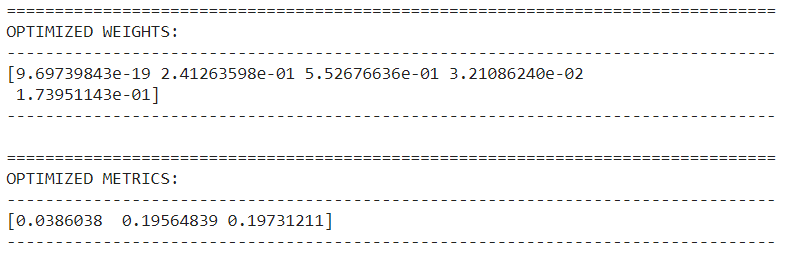 ================================================================================
OPTIMIZED WEIGHTS:
--------------------------------------------------------------------------------
[9.69739843e-19 2.41263598e-01 5.52676636e-01 3.21086240e-02
 1.73951143e-01]
--------------------------------------------------------------------------------
================================================================================
OPTIMIZED METRICS:
--------------------------------------------------------------------------------
[0.0386038  0.19564839 0.19731211]
--------------------------------------------------------------------------------